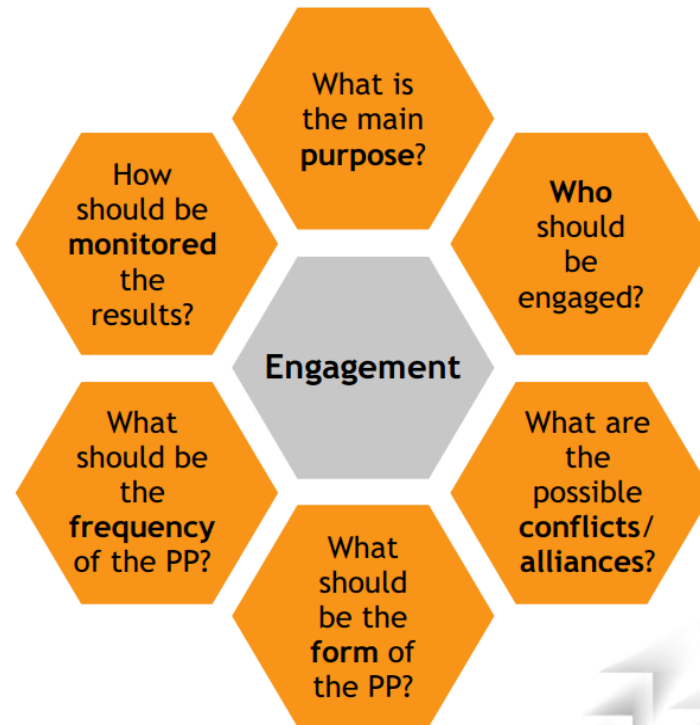 What is
the main
purpose?
Who
should
be
engaged?
What are
the
possible
conflicts/
alliances?
What
should
be the
form of
the PP?
What
should be
the
frequency
of the PP?
How
should be
monitored
the
results?
Engagement